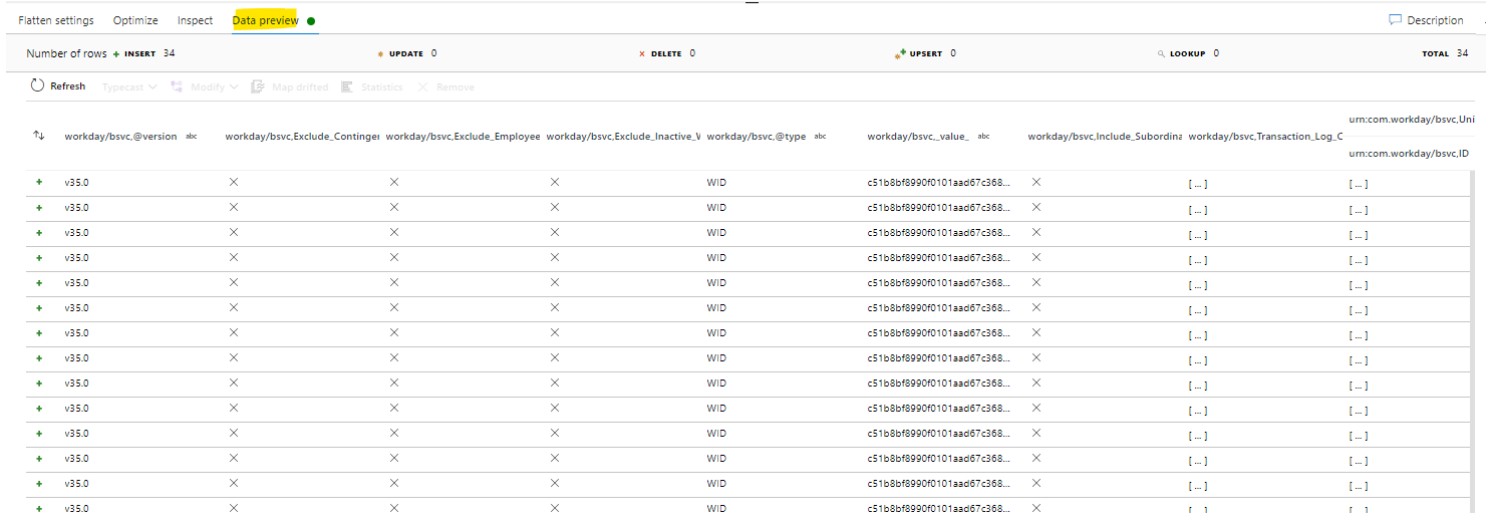 Flatten settings Optimize Inspect Data preview Description
Number of rows + INSERT 34 UPDATE 0 × DELETE 0 UPSERT 0 LOOKUP 0 TOTAL 34
Refresh Typecast Modify Map drifted Statistics Remove
urn:com.workday/bsvc,Uni
workday/bsvc,@version abc workday/bsvc,Exclude_Continger workday/bsvc,Exclude_Employee workday/bsvc,Exclude_Inactive_V workday/bsvc,@type abc workday/bsvc,_value_ abc workday/bsvc,Include_Subordina workday/bsvc,Transaction_Log_C
urn:com.workday/bsvc,ID
+ v35.0 × × × WID c51b8bf8990f0101aad67c368... × [...] [...]
+ v35.0 × × × WID c51b8bf8990f0101aad67c368... × [...] [...]
+ v35.0 × × × WID c51b8bf8990f0101aad67c368... × [...] [...]
+ v35.0 × × × WID c51b8bf8990f0101aad67c368... × [...] [...]
+ v35.0 × × × WID c51b8bf8990f0101aad67c368... × [...] [...]
+ v35.0 × × × WID c51b8bf8990f0101aad67c368... × [...] [...]
+ v35.0 × × × WID c51b8bf8990f0101aad67c368... × [...] [...]
+ v35.0 × × × WID c51b8bf8990f0101aad67c368... × [...] [...]
+ v35.0 × × × WID c51b8bf8990f0101aad67c368... × [...] [...]
+ v35.0 × × × WID c51b8bf8990f0101aad67c368... × [...] [...]
+ v35.0 × × × WID c51b8bf8990f0101aad67c368... × [...] [...]
+ v35.0 × × × WID c51b8bf8990f0101aad67c368... × [...] [...]
+ v35.0 × × × WID c51b8bf8990f0101aad67c368... × [...] [...]
+ v35.0 × × × WID c51b8bf8990f0101aad67c368... × [...] [...]